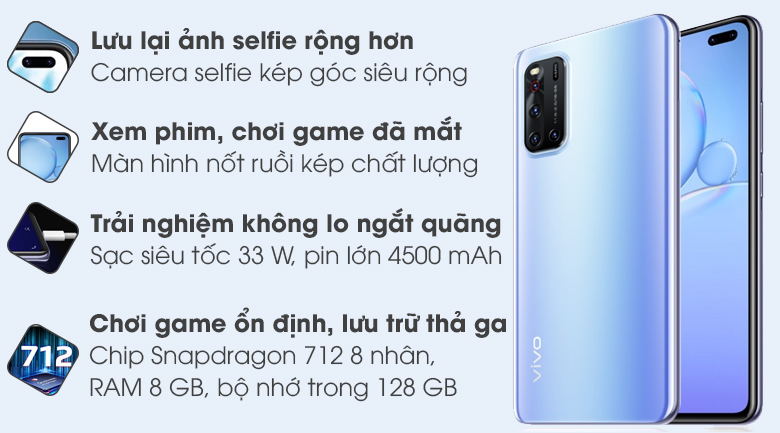 Lưu lại ảnh selfie rộng hơn
Camera selfie kép góc siêu rộng
Xem phim, chơi game đã mắt
Màn hình nốt ruồi kép chất lượng
Trải nghiệm không lo ngắt quãng
Sạc siêu tốc 33 W, pin lớn 4500 mAh
Chơi game ổn định, lưu trữ thả ga
712
Chip Snapdragon 712 8 nhân,
RAM 8 GB, bộ nhớ trong 128 GB
vivo